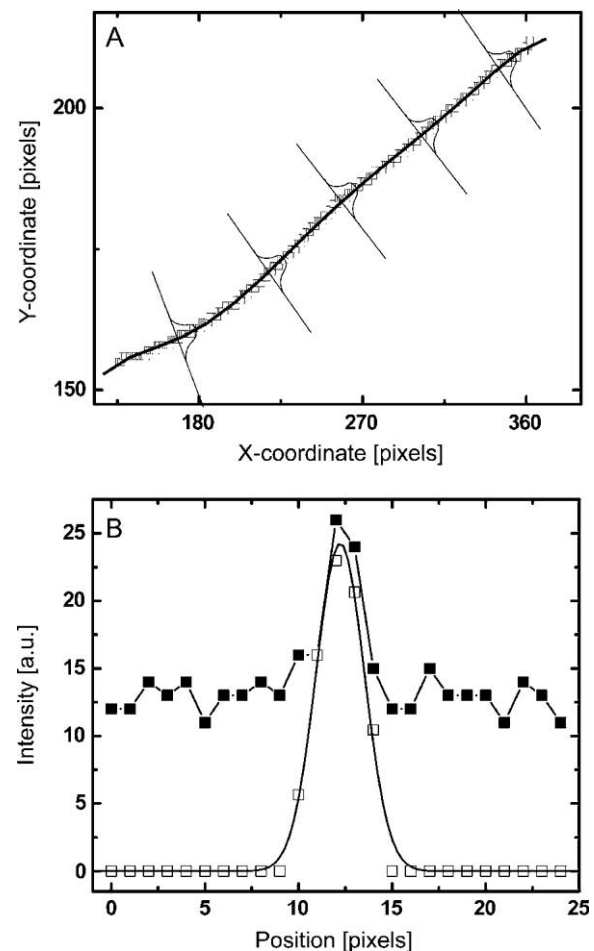 A
200
150
180
270
360
Y-coordinate [pixels]
X-coordinate [pixels]
B
25
20
15
10
5
0
0
5
10
15
20
25
Intensity [a.u.]
Position [pixels]